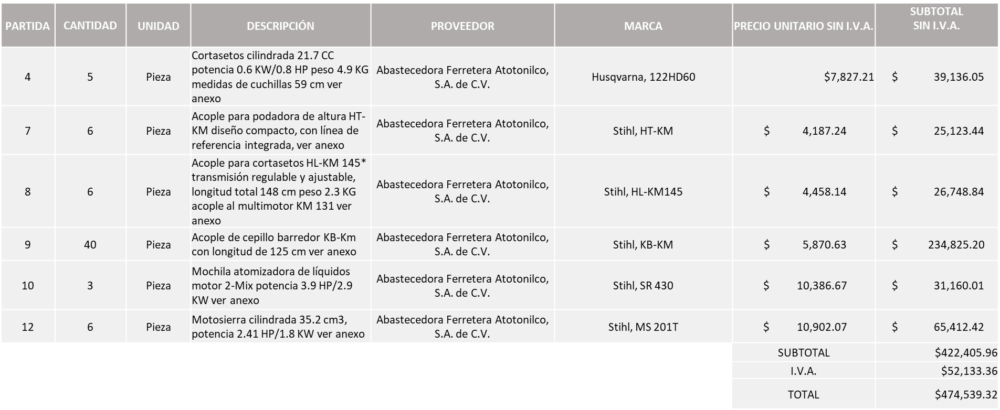 PARTIDA CANTIDAD UNIDAD DESCRIPCIÓN PROVEEDOR MARCA PRECIO UNITARIO SIN I.V.A. SUBTOTAL
SIN I.V.A.
4 5 Pieza Cortasetos cilindrada 21.7 CC
potencia 0.6 KW/0.8 HP peso 4.9 KG
medidas de cuchillas 59 cm ver
anexo
Abastecedora Ferretera Atotonilco,
S.A. de C.V.
Husqvarna, 122HD60 $7,827.21 $ 39,136.05
7 6 Pieza Acople para podadora de altura HT-
KM diseño compacto, con línea de
referencia integrada, ver anexo
Abastecedora Ferretera Atotonilco,
S.A. de C.V.
Stihl, HT-KM $ 4,187.24 $ 25,123.44
8 6 Pieza Acople para cortasetos HL-KM 145*
transmisión regulable y ajustable,
longitud total 148 cm peso 2.3 KG
acople al multimotor KM 131 ver
anexo
Abastecedora Ferretera Atotonilco,
S.A. de C.V.
Stihl, HL-KM145 $ 4,458.14 $ 26,748.84
9 40 Pieza Acople de cepillo barredor KB-Km
con longitud de 125 cm ver anexo
Abastecedora Ferretera Atotonilco,
S.A. de C.V.
Stihl, KB-KM $ 5,870.63 $ 234,825.20
10 3 Pieza Mochila atomizadora de líquidos
motor 2-Mix potencia 3.9 HP/2.9
KW ver anexo
Abastecedora Ferretera Atotonilco,
S.A. de C.V.
Stihl, SR 430 $ 10,386.67 $ 31,160.01
12 6 Pieza Motosierra cilindrada 35.2 cm3,
potencia 2.41 HP/1.8 KW ver anexo
Abastecedora Ferretera Atotonilco,
S.A. de C.V.
Stihl, MS 201T $ 10,902.07 $ 65,412.42
SUBTOTAL $422,405.96
I.V.A. $52,133.36
TOTAL $474,539.32